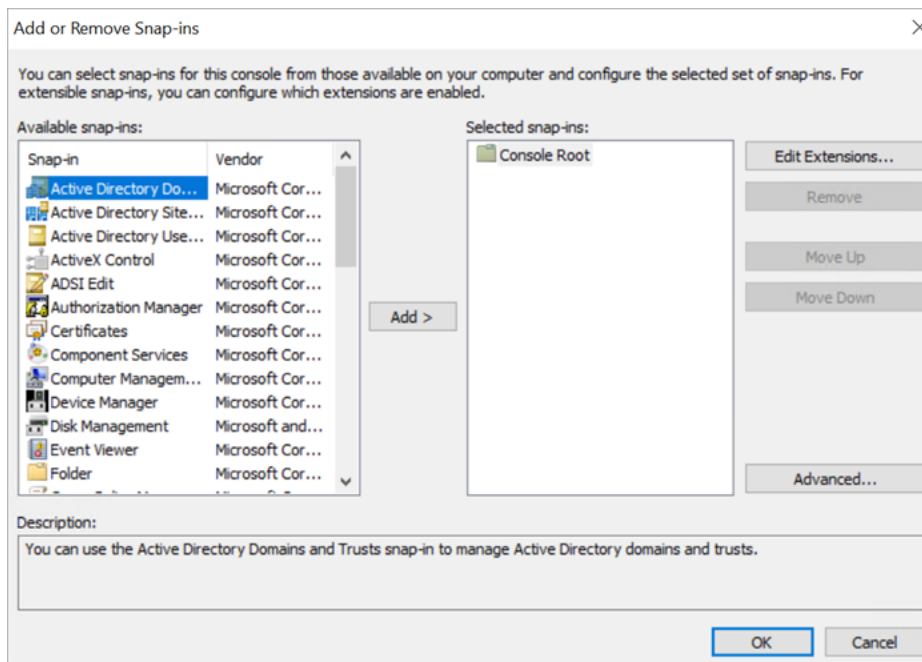 Add or Remove Snap-ins
You can select snap-ins for this console from those available on your computer and configure the selected set of snap-ins. For
extensible snap-ins, you can configure which extensions are enabled.
Available snap-ins:
Snap-in Vendor
Active Directory Do... Microsoft Cor...
Active Directory Site... Microsoft Cor...
Active Directory Use... Microsoft Cor...
ActiveX Control Microsoft Cor...
ADSI Edit Microsoft Cor...
Authorization Manager Microsoft Cor...
Certificates Microsoft Cor...
Component Services Microsoft Cor...
Computer Managem... Microsoft Cor...
Device Manager Microsoft Cor...
Disk Management Microsoft and...
Event Viewer Microsoft Cor...
Folder Microsoft Cor...
Add >
Selected snap-ins:
Console Root
Edit Extensions...
Remove
Move Up
Move Down
Advanced...
Description:
You can use the Active Directory Domains and Trusts snap-in to manage Active Directory domains and trusts.
OK Cancel